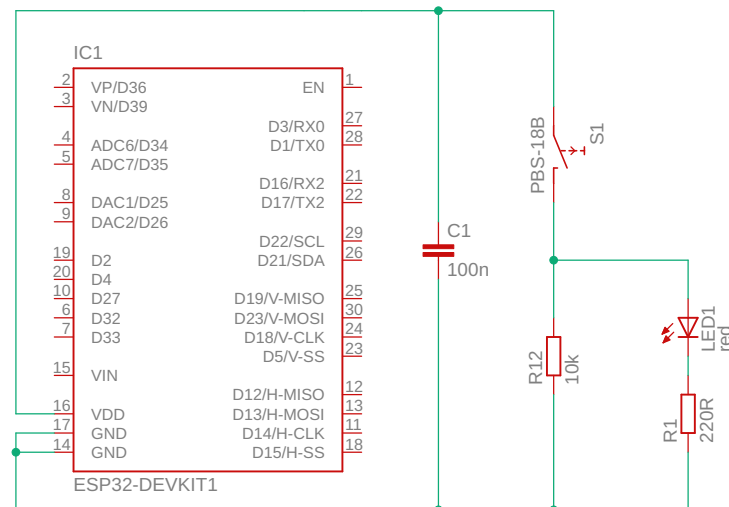 IC1
2 VP/D36 EN 1
3 VN/D39
D3/RX0 27
4 ADC6/D34 D1/TX0 28
5 ADC7/D35
D16/RX2 21
8 DAC1/D25 D17/TX2 22
9 DAC2/D26
D22/SCL 29
19 D2 D21/SDA 26
20 D4
10 D27 D19/V-MISO 25
6 D32 D23/V-MOSI 30
7 D33 D18/V-CLK 24
D5/V-SS 23
15 VIN
D12/H-MISO 12
16 VDD D13/H-MOSI 13
17 GND D14/H-CLK 11
14 GND D15/H-SS 18
ESP32-DEVKIT1
C1
100n
PBS-18B
S1
R12
10k
LED1
red
R1
220R